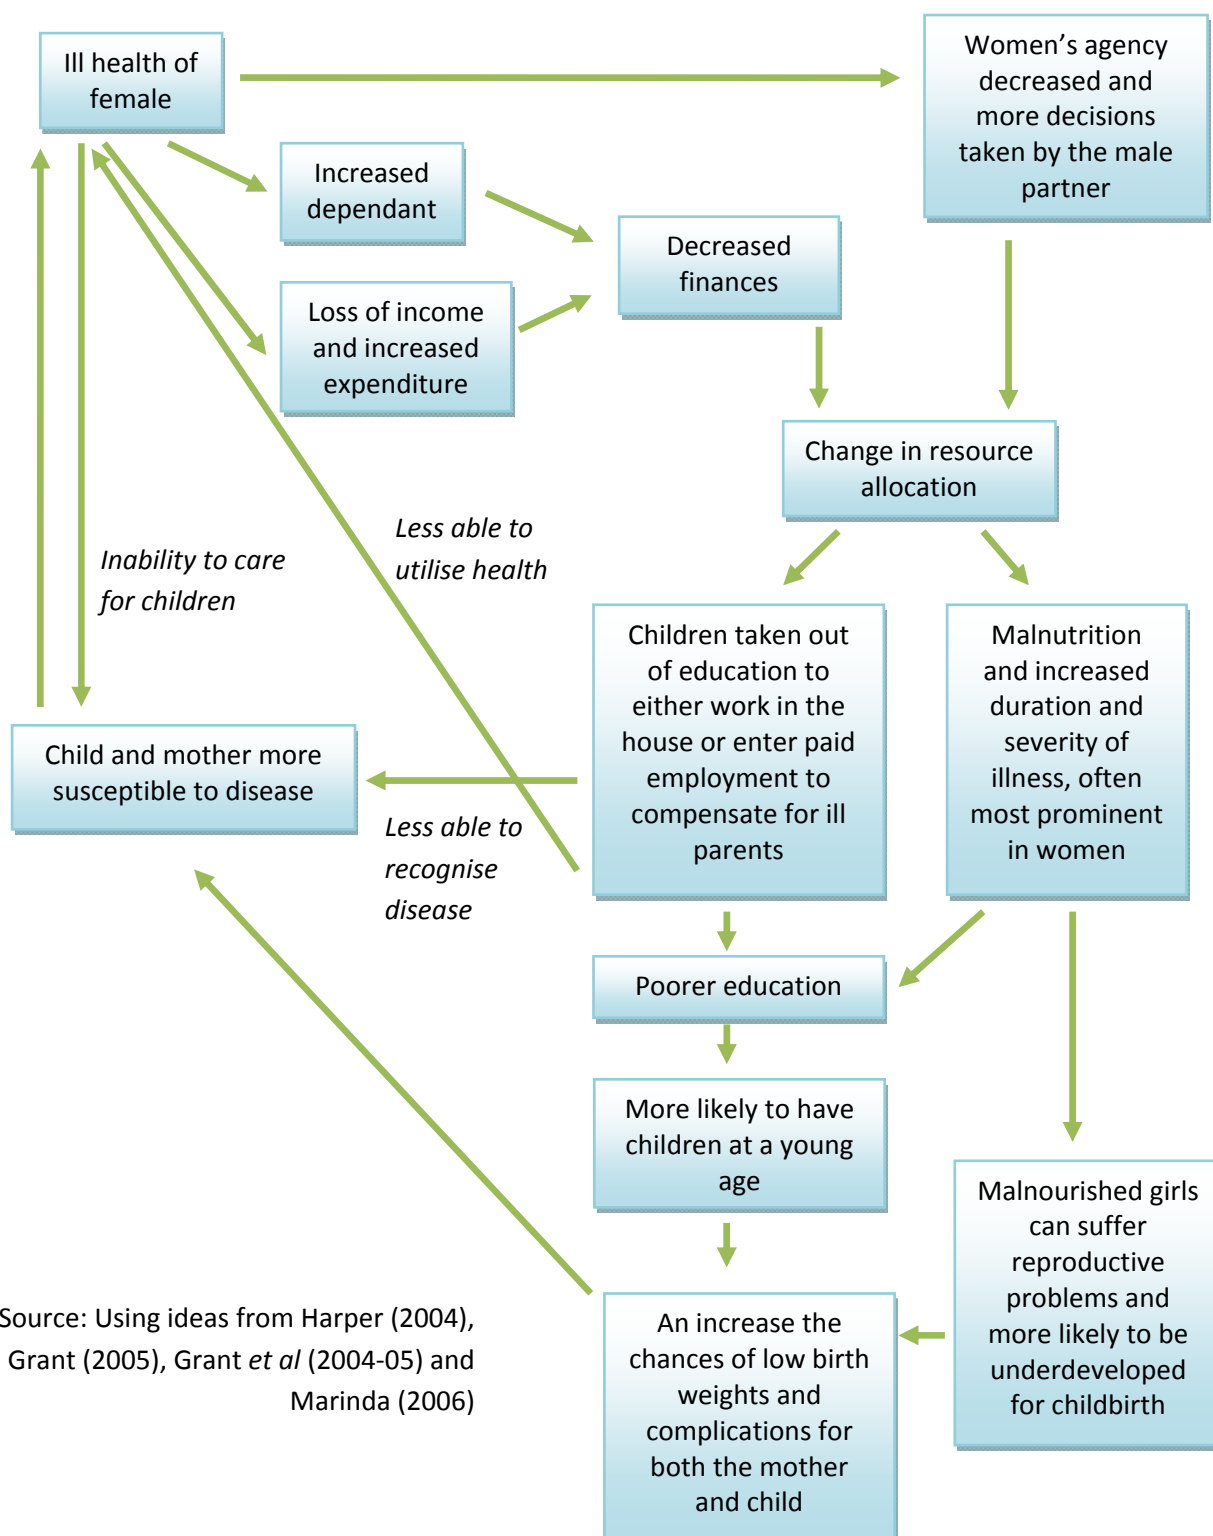 Ill health of
female
Women’s agency
decreased and
more decisions
taken by the male
partner
Increased
dependant
Decreased
finances
Loss of income
and increased
expenditure
Change in resource
allocation
Less able to
utilise health
Inability to care
for children
Children taken out
of education to
either work in the
house or enter paid
employment to
compensate for ill
parents
Malnutrition
and increased
duration and
severity of
illness, often
most prominent
in women
Child and mother more
susceptible to disease
Less able to
recognise
disease
Poorer education
More likely to have
children at a young
age
Malnourished girls
can suffer
reproductive
problems and
more likely to be
underdeveloped
for childbirth
An increase the
chances of low birth
weights and
complications for
both the mother
and child
Source: Using ideas from Harper (2004),
Grant (2005), Grant et al (2004-05) and
Marinda (2006)